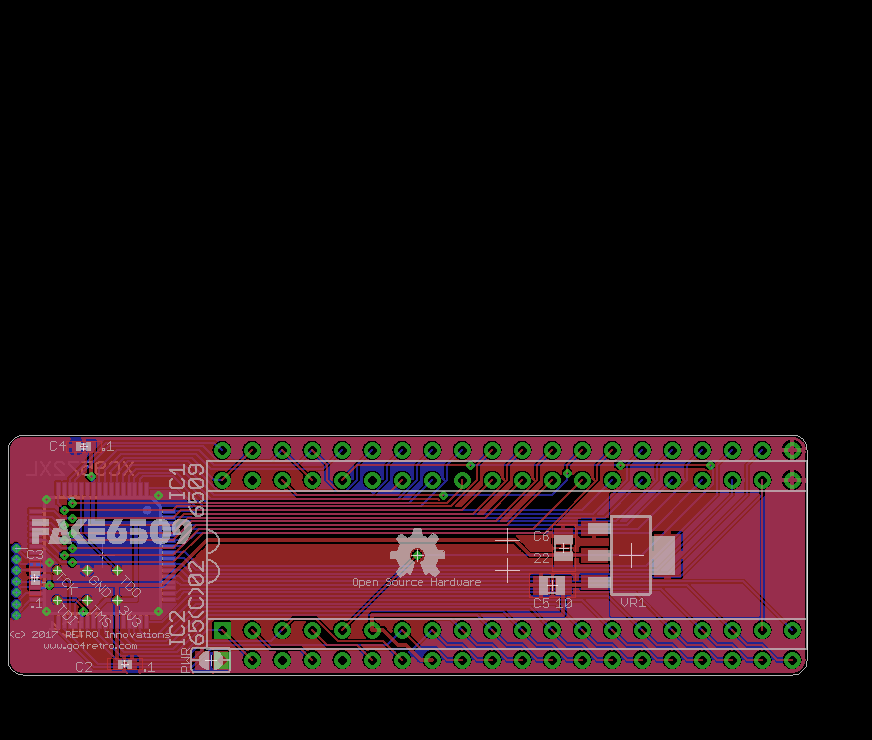 C4 .1
XC9572XL
IC1
6509
FAKE6509
C3
.1
TCK
GND
TDO
TDI
TMS
3V3
(c) 2017 RETRO Innovations
www.go4retro.com
C2 .1
IC2
65(C)02
PWR
Open Source Hardware
C6
22
C5 10
VR1